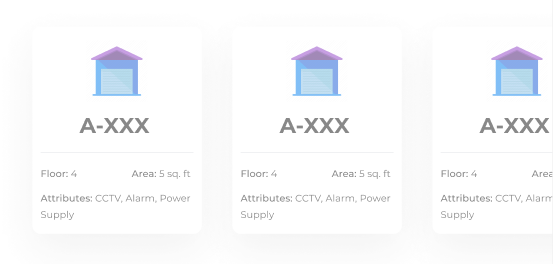 A-XXX A-XXX A-XXX
Floor: 4 Area: 5 sq. ft Floor: 4 Area: 5 sq. ft Floor: 4 Area
Attributes: CCTV, Alarm, Power Attributes: CCTV, Alarm, Power Attributes: CCTV, Alarm
Supply Supply Supply